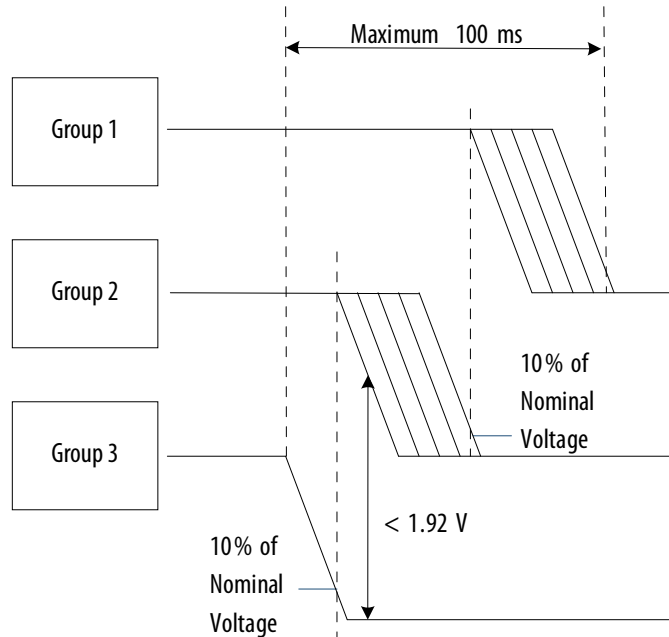 Maximum 100 ms
Group 1
Group 2
10% of
Nominal
Voltage
Group 3
< 1.92 V
10% of
Nominal
Voltage